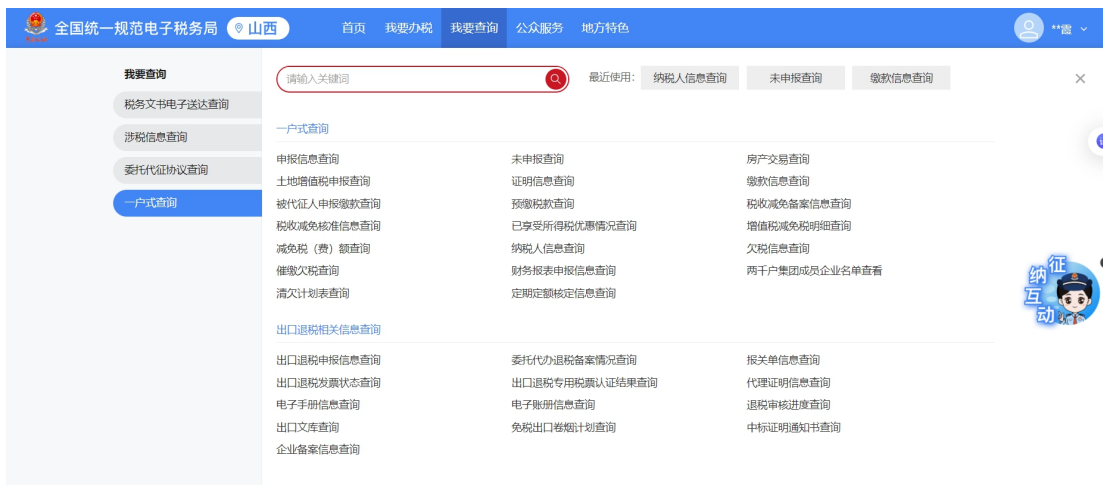 全国统一规范电子税务局 山西 首页 我要办税 我要查询 公众服务 地方特色 **霞
我要查询
税务文书电子送达查询
涉税信息查询
委托代征协议查询
一户式查询
请输入关键词 最近使用: 纳税人信息查询 未申报查询 缴款信息查询
一户式查询
申报信息查询 未申报查询 房产交易查询
土地增值税申报查询 证明信息查询 缴款信息查询
被代征人申报缴款查询 预缴税款查询 税收减免备案信息查询
税收减免核准信息查询 已享受所得税优惠情况查询 增值税减免税明细查询
减免税（费）额查询 纳税人信息查询 欠税信息查询
催缴欠税查询 财务报表申报信息查询 两千户集团成员企业名单查看
清欠计划表查询 定期定额核定信息查询
出口退税相关信息查询
出口退税申报信息查询 委托代办退税备案情况查询 报关单信息查询
出口退税发票状态查询 出口退税专用税票认证结果查询 代理证明信息查询
电子手册信息查询 电子账册信息查询 退税审核进度查询
出口文库查询 免税出口卷烟计划查询 中标证明通知书查询
企业备案信息查询
征纳互动